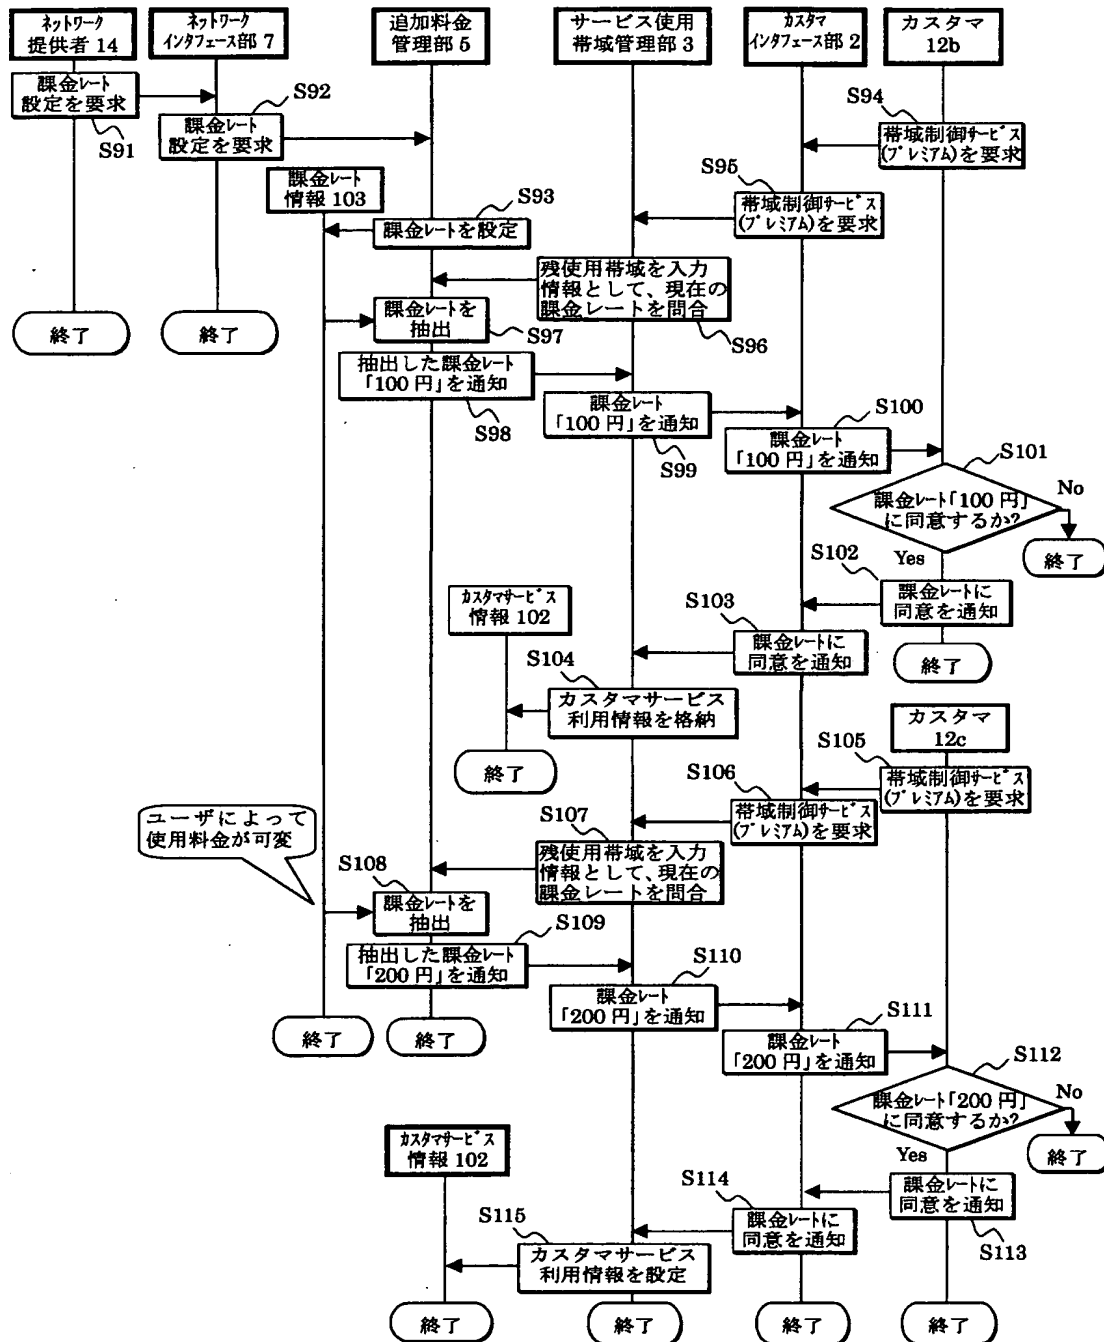 ネットワーク
提供者 14
ネットワーク
インタフェース部 7
追加料金
管理部 5
サービス使用
帯域管理部 3
カスタマ
インタフェース部 2
カスタマ
12b
課金レート
設定を要求
S91
S92
課金レート
設定を要求
S94
帯域制御サービス
(プレミアム)を要求
S95
帯域制御サービス
(プレミアム)を要求
課金レート
情報 103
S93
課金レートを設定
残使用帯域を入力
情報として、現在の
課金レートを問合
S96
課金レートを
抽出
S97
終了
終了
抽出した課金レート
「100 円」を通知
S98
課金レート
「100 円」を通知
S99
S100
課金レート
「100 円」を通知
S101
課金レート「100 円」
に同意するか?
No
終了
Yes
S102
課金レートに
同意を通知
終了
S103
課金レートに
同意を通知
カスタマサービス
情報 102
S104
カスタマサービス
利用情報を格納
終了
カスタマ
12c
S105
帯域制御サービス
(プレミアム)を要求
S106
帯域制御サービス
(プレミアム)を要求
ユーザによって
使用料金が可変
S107
残使用帯域を入力
情報として、現在の
課金レートを問合
S108
課金レートを
抽出
S109
抽出した課金レート
「200 円」を通知
S110
課金レート
「200 円」を通知
終了
終了
S111
課金レート
「200 円」を通知
S112
課金レート「200 円」
に同意するか?
No
終了
Yes
課金レートに
同意を通知
S113
S114
課金レートに
同意を通知
カスタマサービス
情報 102
S115
カスタマサービス
利用情報を設定
終了
終了
終了
終了